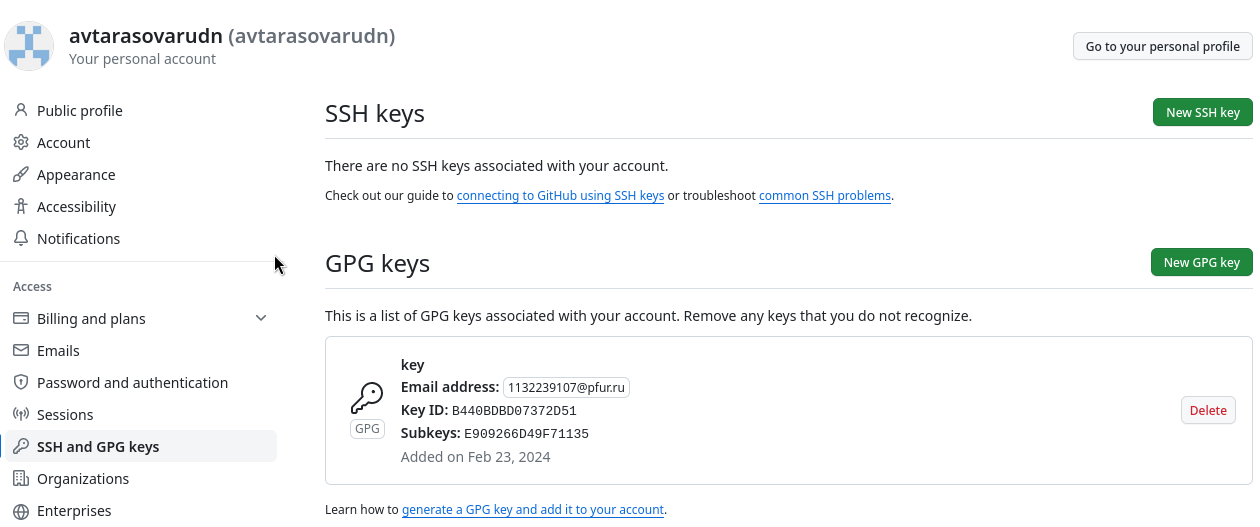 avtarasovarudn (avtarasovarudn)
Your personal account
Go to your personal profile
Public profile
Account
Appearance
Accessibility
Notifications
Access
Billing and plans
Emails
Password and authentication
Sessions
SSH and GPG keys
Organizations
Enterprises
SSH keys
New SSH key
There are no SSH keys associated with your account.
Check out our guide to connecting to GitHub using SSH keys or troubleshoot common SSH problems.
GPG keys
New GPG key
This is a list of GPG keys associated with your account. Remove any keys that you do not recognize.
GPG
key
Email address: 1132239107@pfur.ru
Key ID: B440BDBD07372D51
Subkeys: E909266D49F71135
Added on Feb 23, 2024
Delete
Learn how to generate a GPG key and add it to your account.